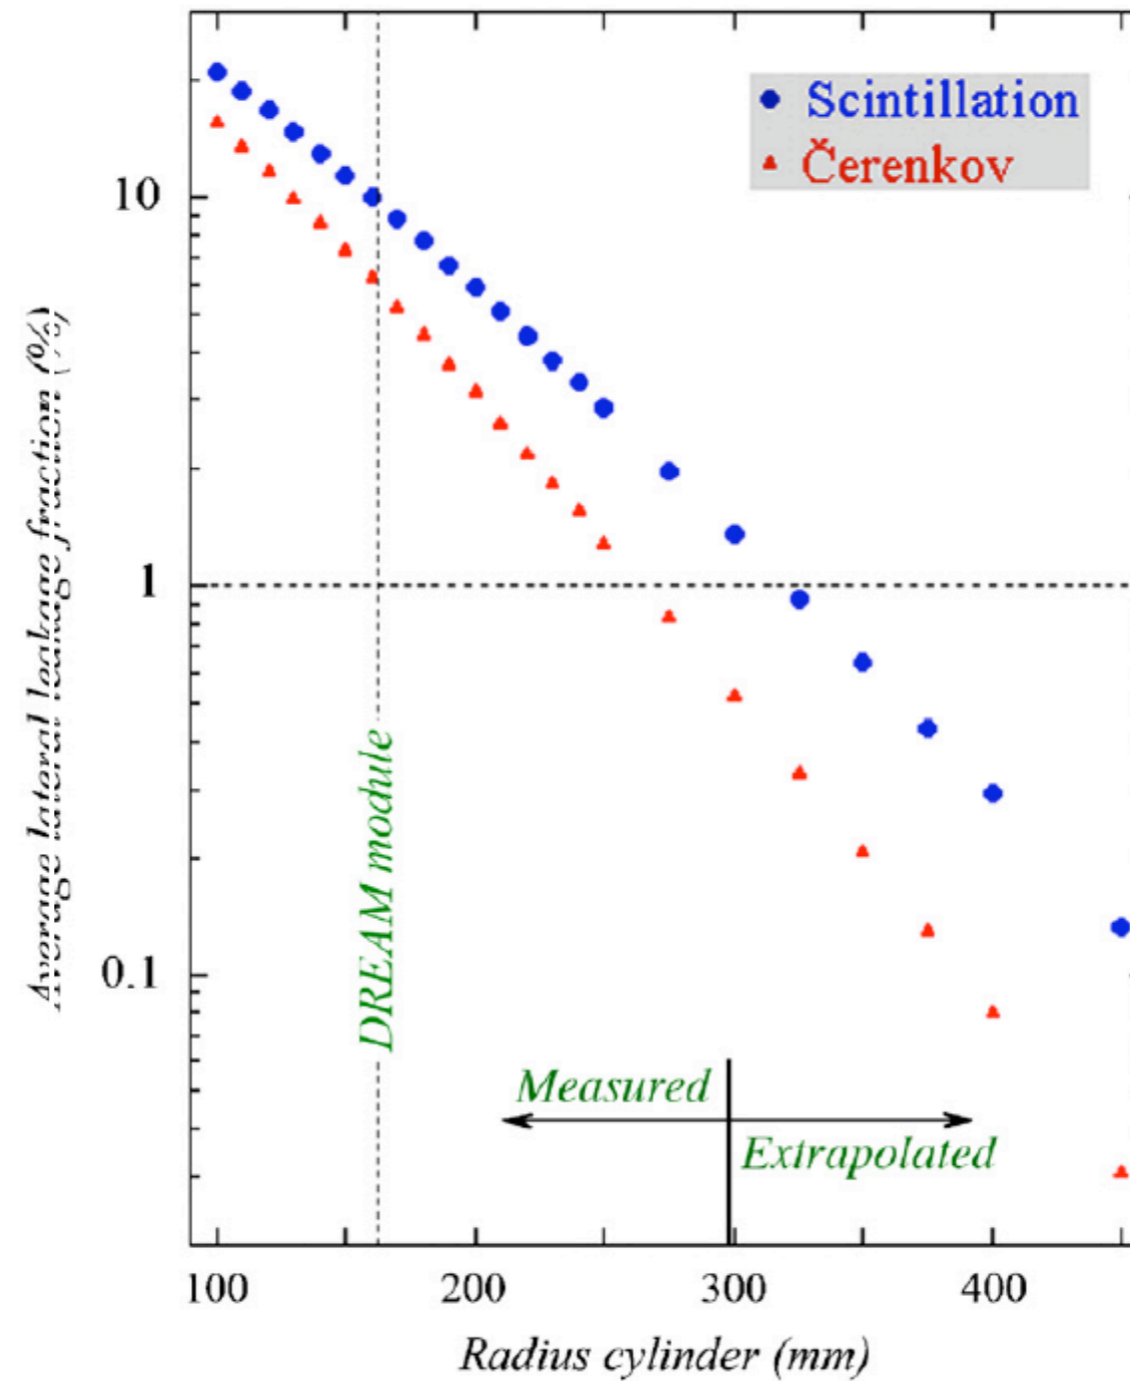 Scintillation
Čerenkov
10
1
0.1
Average lateral leakage fraction (%)
DREAM module
Measured
Extrapolated
100
200
300
400
Radius cylinder (mm)